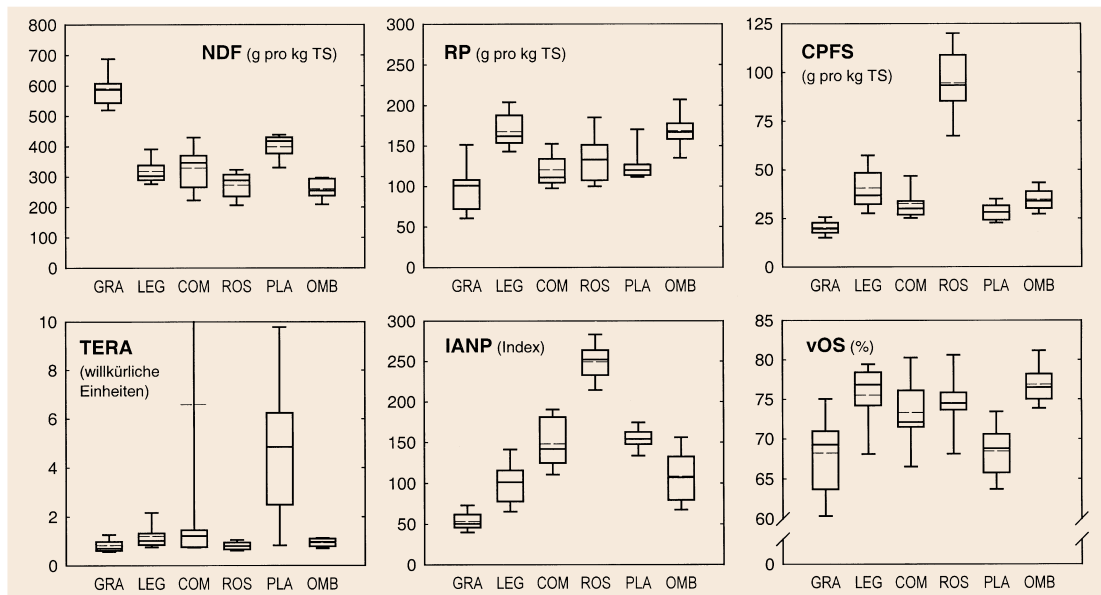 NDF (g pro kg TS)
800
700
600
500
400
300
200
100
0
GRA LEG COM ROS PLA OMB
RP (g pro kg TS)
300
250
200
150
100
50
0
GRA LEG COM ROS PLA OMB
CPFS
(g pro kg TS)
125
100
75
50
25
0
GRA LEG COM ROS PLA OMB
TERA
(willkürliche
Einheiten)
10
8
6
4
2
0
GRA LEG COM ROS PLA OMB
IANP (Index)
300
250
200
150
100
50
0
GRA LEG COM ROS PLA OMB
vOS (%)
85
80
75
70
65
60
0
GRA LEG COM ROS PLA OMB